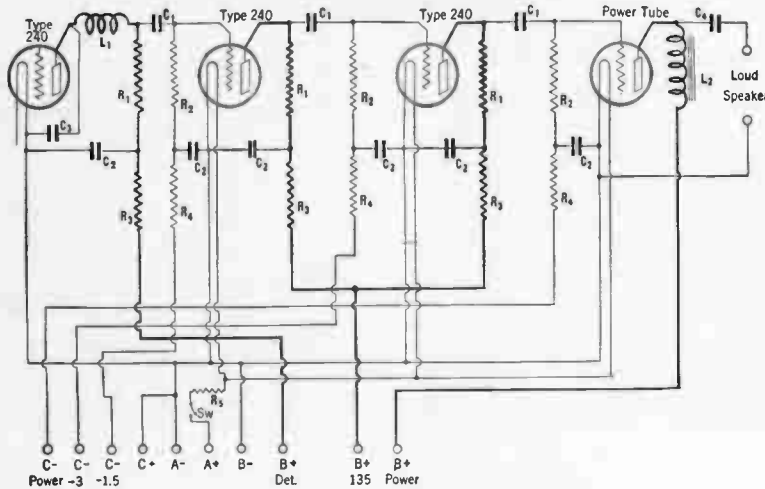 Type 240
L1
C1
Type 240
C1
Type 240
C1
Power Tube
C4
L2
Loud Speaker
R1
R2
R1
R2
R1
R2
C3
C2
C2
C2
C2
C2
C2
R3
R4
R3
R4
R3
R4
R5
Sw
C- C- C- C+ A- A+ B- B+ B+ B+
Power -3 -1.5 Det. 135 Power